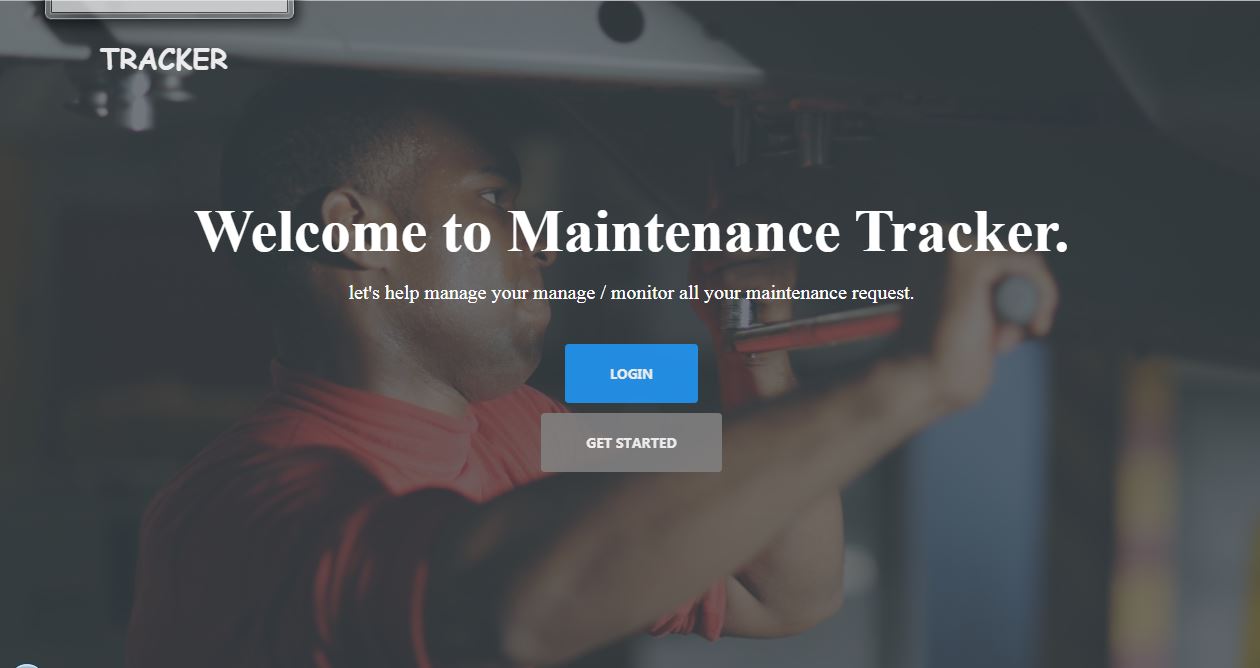 TRACKER
Welcome to Maintenance Tracker.
let's help manage your manage / monitor all your maintenance request.
LOGIN
GET STARTED